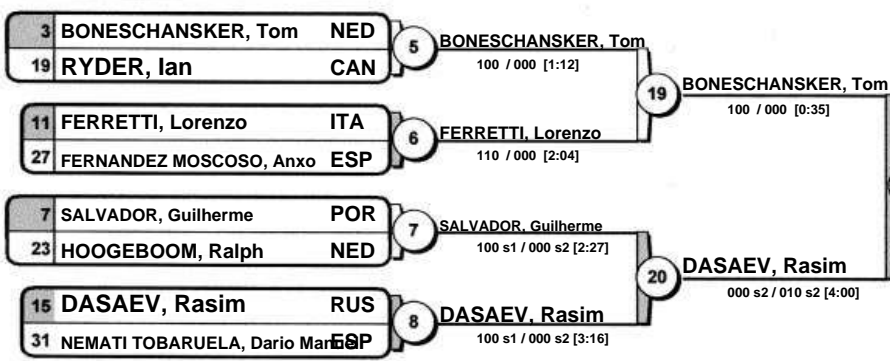 3 BONESCHANSKER, Tom NED
19 RYDER, Ian CAN
5
BONESCHANSKER, Tom
100 / 000 [1:12]
11 FERRETTI, Lorenzo ITA
27 FERNANDEZ MOSCOSO, Anxo ESP
6
FERRETTI, Lorenzo
110 / 000 [2:04]
19
BONESCHANSKER, Tom
100 / 000 [0:35]
7 SALVADOR, Guilherme POR
23 HOOGEBOOM, Ralph NED
7
SALVADOR, Guilherme
100 s1 / 000 s2 [2:27]
15 DASAEV, Rasim RUS
31 NEMATI TOBARUELA, Dario Manuel ESP
8
DASAEV, Rasim
100 s1 / 000 s2 [3:16]
20
DASAEV, Rasim
000 s2 / 010 s2 [4:00]